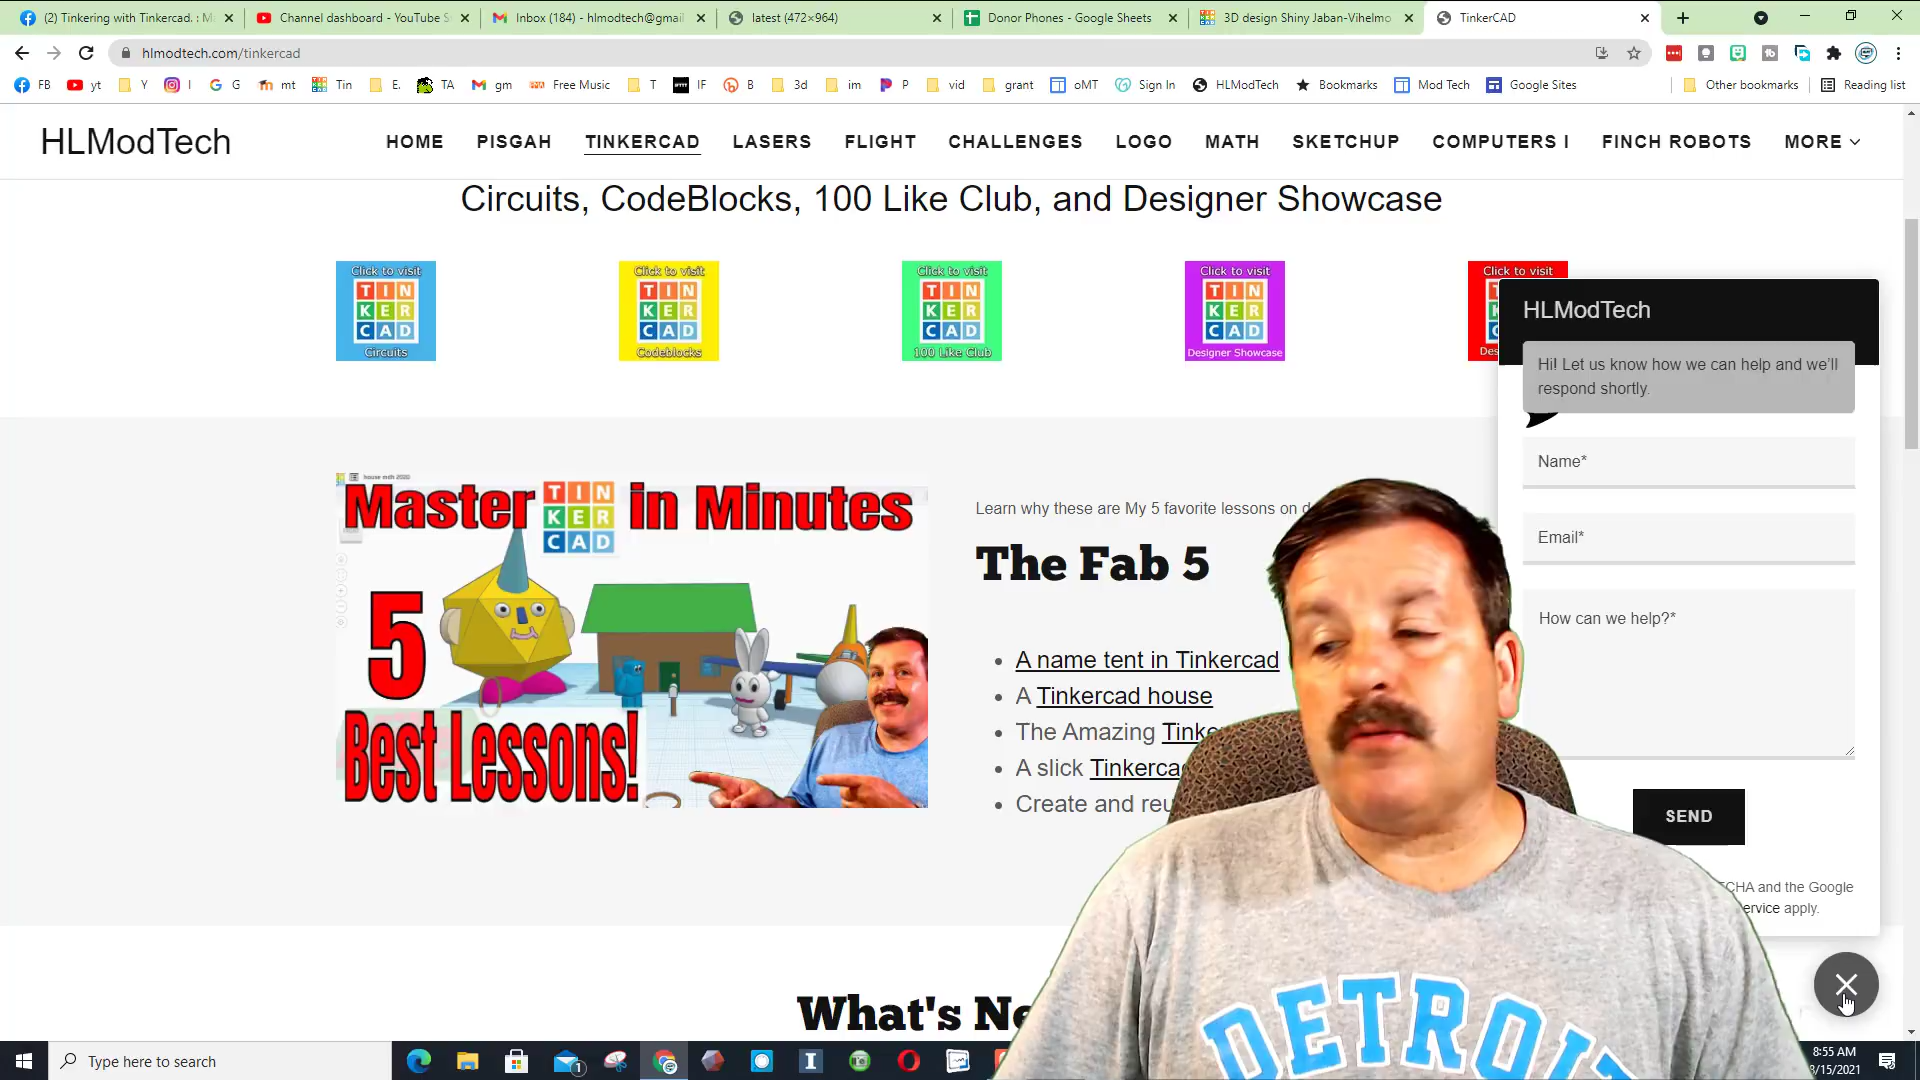 (2) Tinkering with Tinkercad. : M
Channel dashboard - YouTube S
Inbox (184) - hlmodtech@gmail
latest (472×964)
Donor Phones - Google Sheets
3D design Shiny Jaban-Vihelmo
TinkerCAD
hlmodtech.com/tinkercad
FB yt Y I G mt Tin E. TA gm Free Music T IF B 3d im P vid grant oMT Sign In HLModTech Bookmarks Mod Tech Google Sites Other bookmarks Reading list
HLModTech HOME PISGAH TINKERCAD LASERS FLIGHT CHALLENGES LOGO MATH SKETCHUP COMPUTERS I FINCH ROBOTS MORE
Circuits, CodeBlocks, 100 Like Club, and Designer Showcase
Click to visit
TIN
KER
CAD
Circuits
Click to visit
TIN
KER
CAD
Codeblocks
Click to visit
TIN
KER
CAD
100 Like Club
Click to visit
TIN
KER
CAD
Designer Showcase
Click to visit
HLModTech
Hi! Let us know how we can help and we'll
respond shortly.
Name*
Email*
How can we help?*
SEND
CHA and the Google
ervice apply.
Master TIN KER CAD in Minutes
5
Best Lessons!
Learn why these are My 5 favorite lessons on
The Fab 5
A name tent in Tinkercad
A Tinkercad house
The Amazing Tinke
A slick Tinkerca
Create and reu
What's Ne
DETROIT
Type here to search
1
8:55 AM
3/15/2021